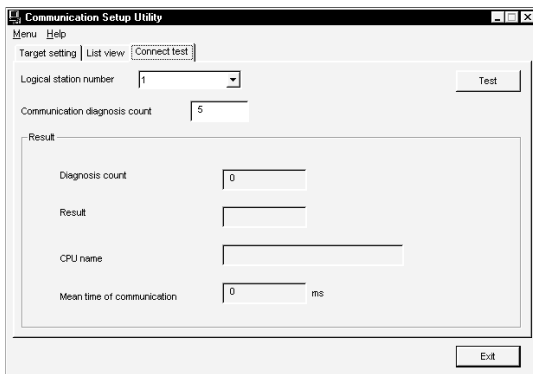 Communication Setup Utility
Menu Help
Target setting List view Connect test
Logical station number 1 Test
Communication diagnosis count 5
Result
Diagnosis count 0
Result
CPU name
Mean time of communication 0 ms
Exit